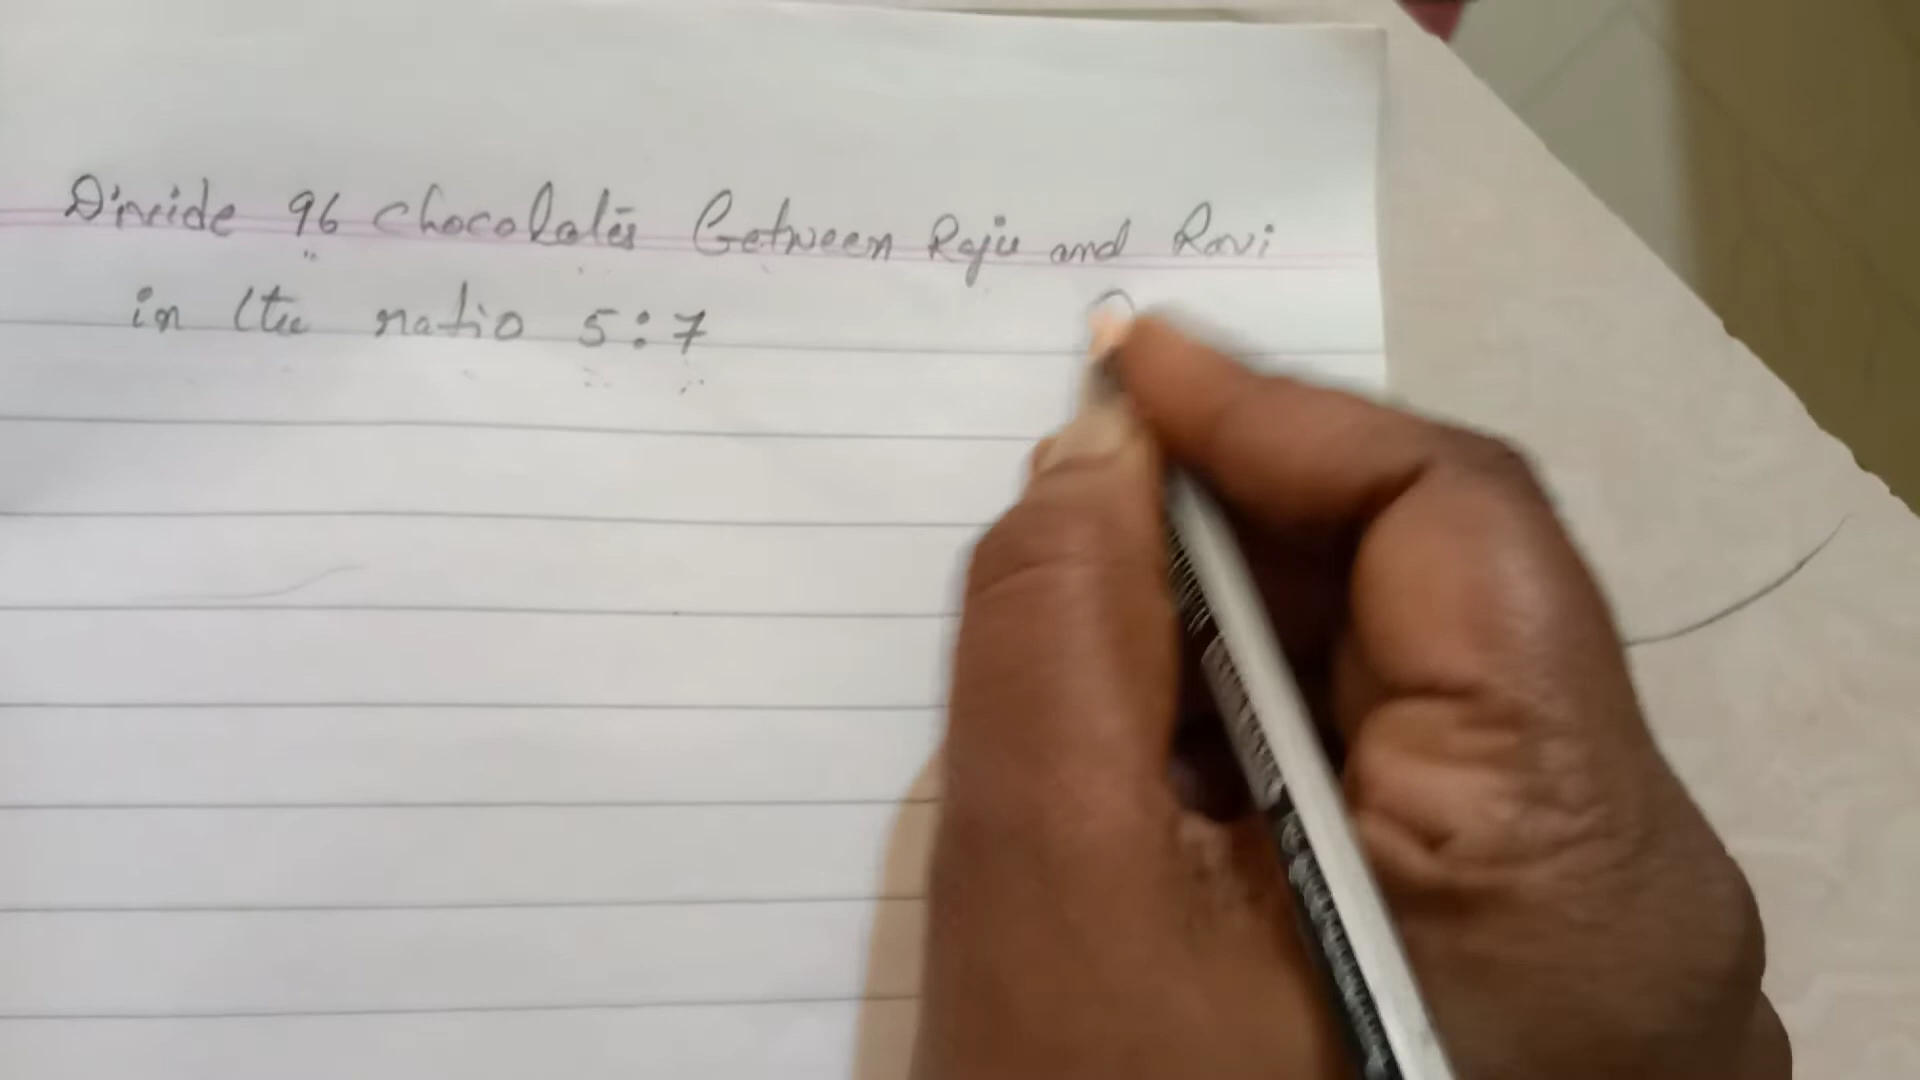 Divide 96 chocolates between Raju and Ravi
in the ratio 5:7